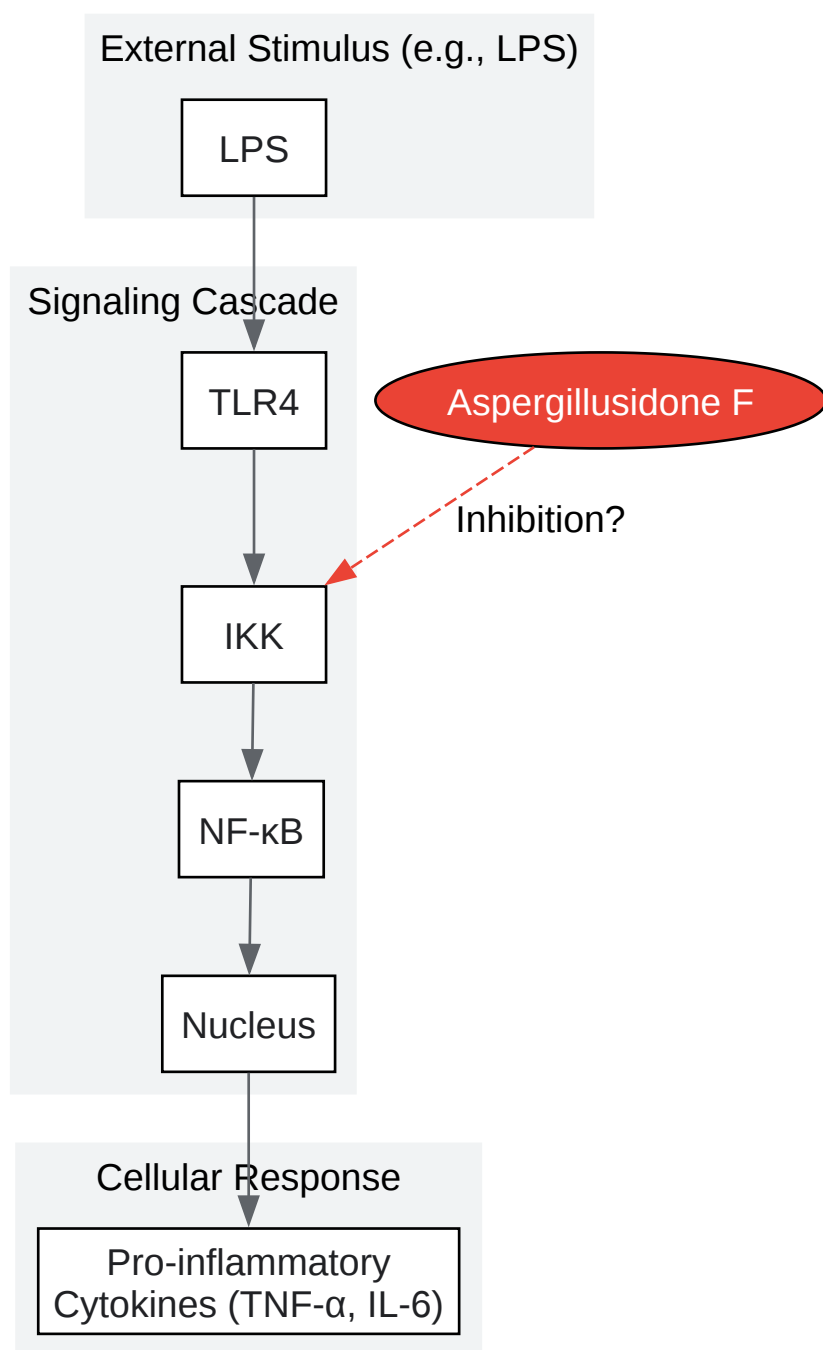 External Stimulus (e.g., LPS)
LPS
Signaling Cascade
TLR4
Aspergillusidone F
Inhibition?
IKK
NF-κB
Nucleus
Cellular Response
Pro-inflammatory
Cytokines (TNF-α, IL-6)